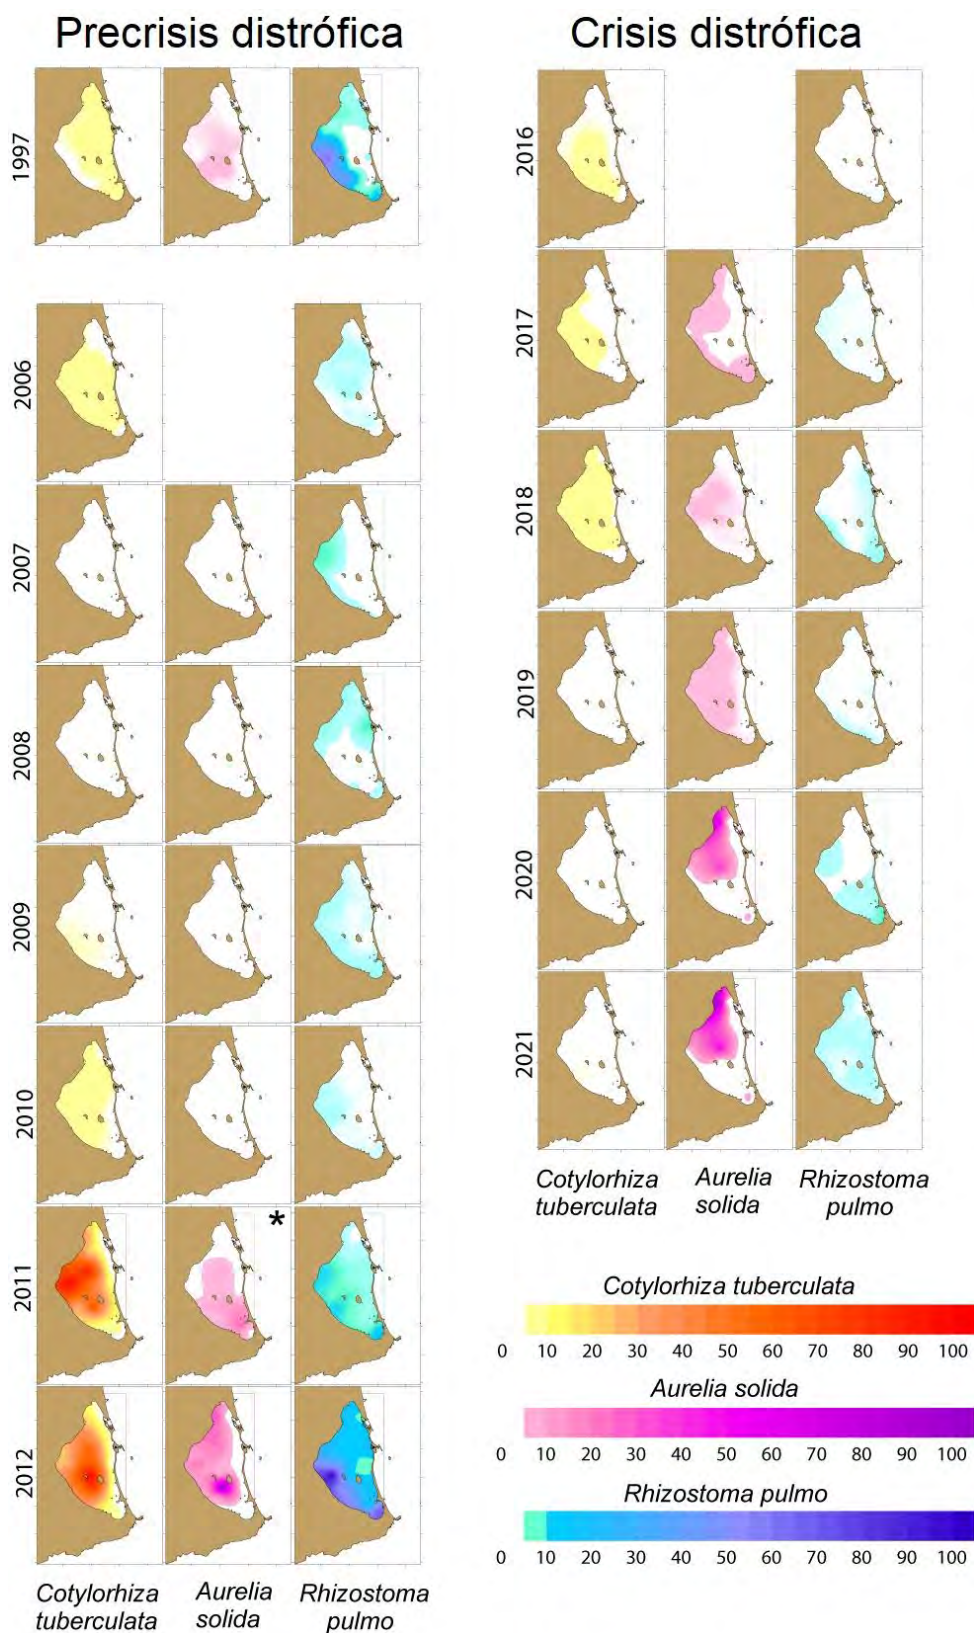 Precrisis distrófica
1997
2006
2007
2008
2009
2010
2011
*
2012
Cotylorhiza
tuberculata
Aurelia
solida
Rhizostoma
pulmo
Crisis distrófica
2016
2017
2018
2019
2020
2021
Cotylorhiza
tuberculata
Aurelia
solida
Rhizostoma
pulmo
Cotylorhiza tuberculata
0 10 20 30 40 50 60 70 80 90 100
Aurelia solida
0 10 20 30 40 50 60 70 80 90 100
Rhizostoma pulmo
0 10 20 30 40 50 60 70 80 90 100